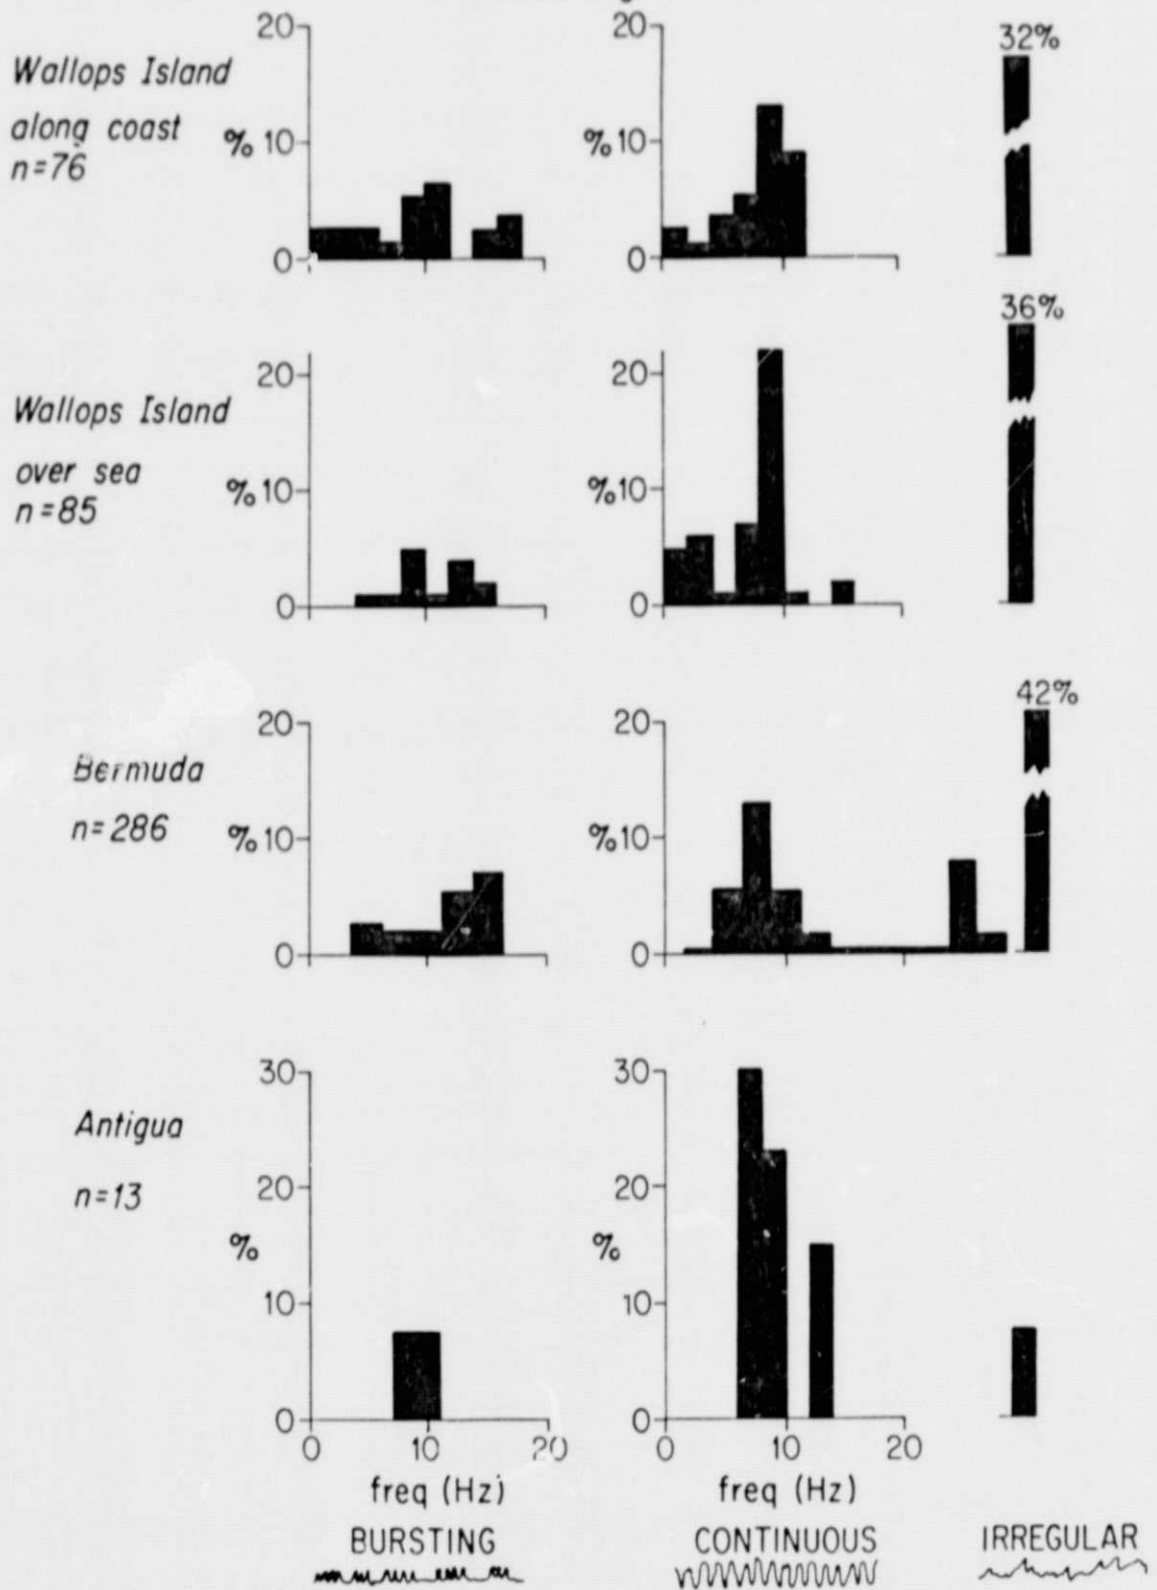 20 20 32%
Wallops Island
along coast % 10 % 10
n=76
0 0
36%
20 20
Wallops Island
over sea
% 10 % 10
n=85
0 0
42%
20 20
Bermuda
n=286 % 10 % 10
0 0
30 30
Antigua
20 20
n=13
% %
10 10
0 0
0 10 20 0 10 20
freq (Hz) freq (Hz)
BURSTING CONTINUOUS IRREGULAR